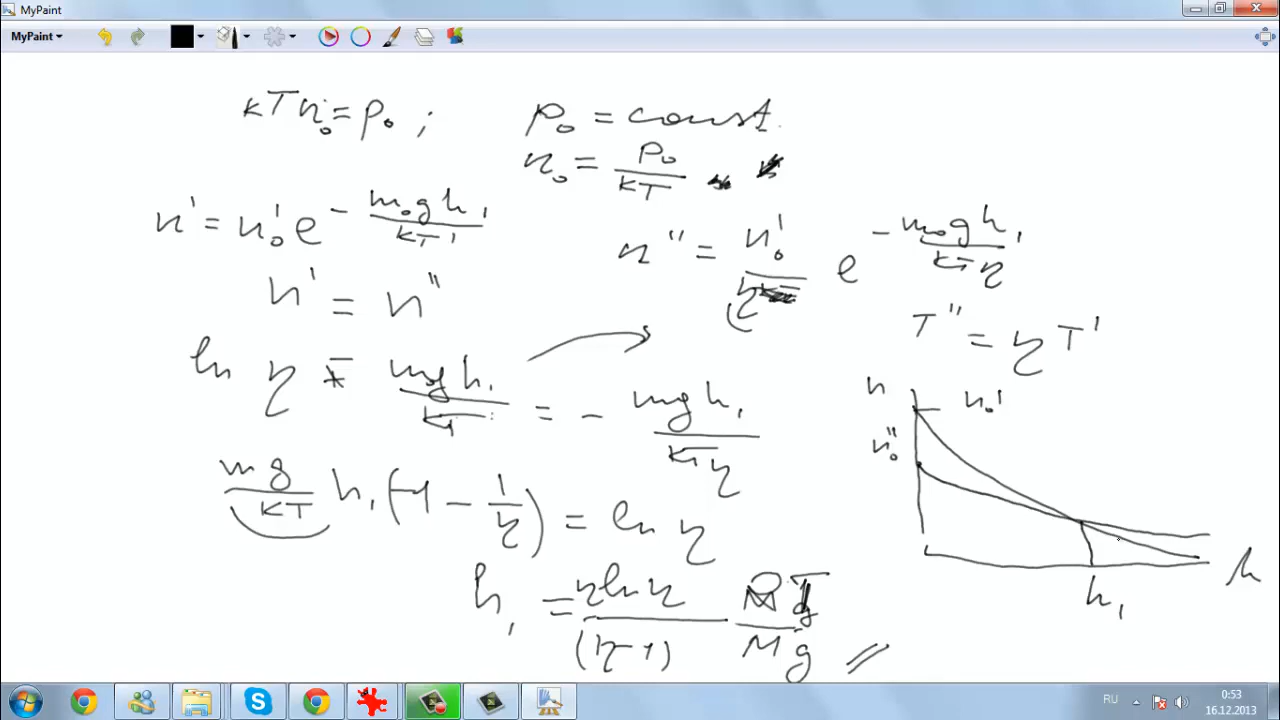 MyPaint
MyPaint
kTn₀ = p₀ ; p₀ = const
n₀ = p₀/kT
n' = n₀' e^(- m₀gh₁/kT')
n'' = n₀'/η e^(- m₀gh₁/kTη)
n' = n''
T'' = ηT'
ln η - mgh₁/kT = - mgh₁/kTη
n n₀'
n₀''
mg/kT h₁(1 - 1/η) = ln η
h₁ h
h₁ = η ln η/(η-1) RT/Mg
RU 0:53
16.12.2013